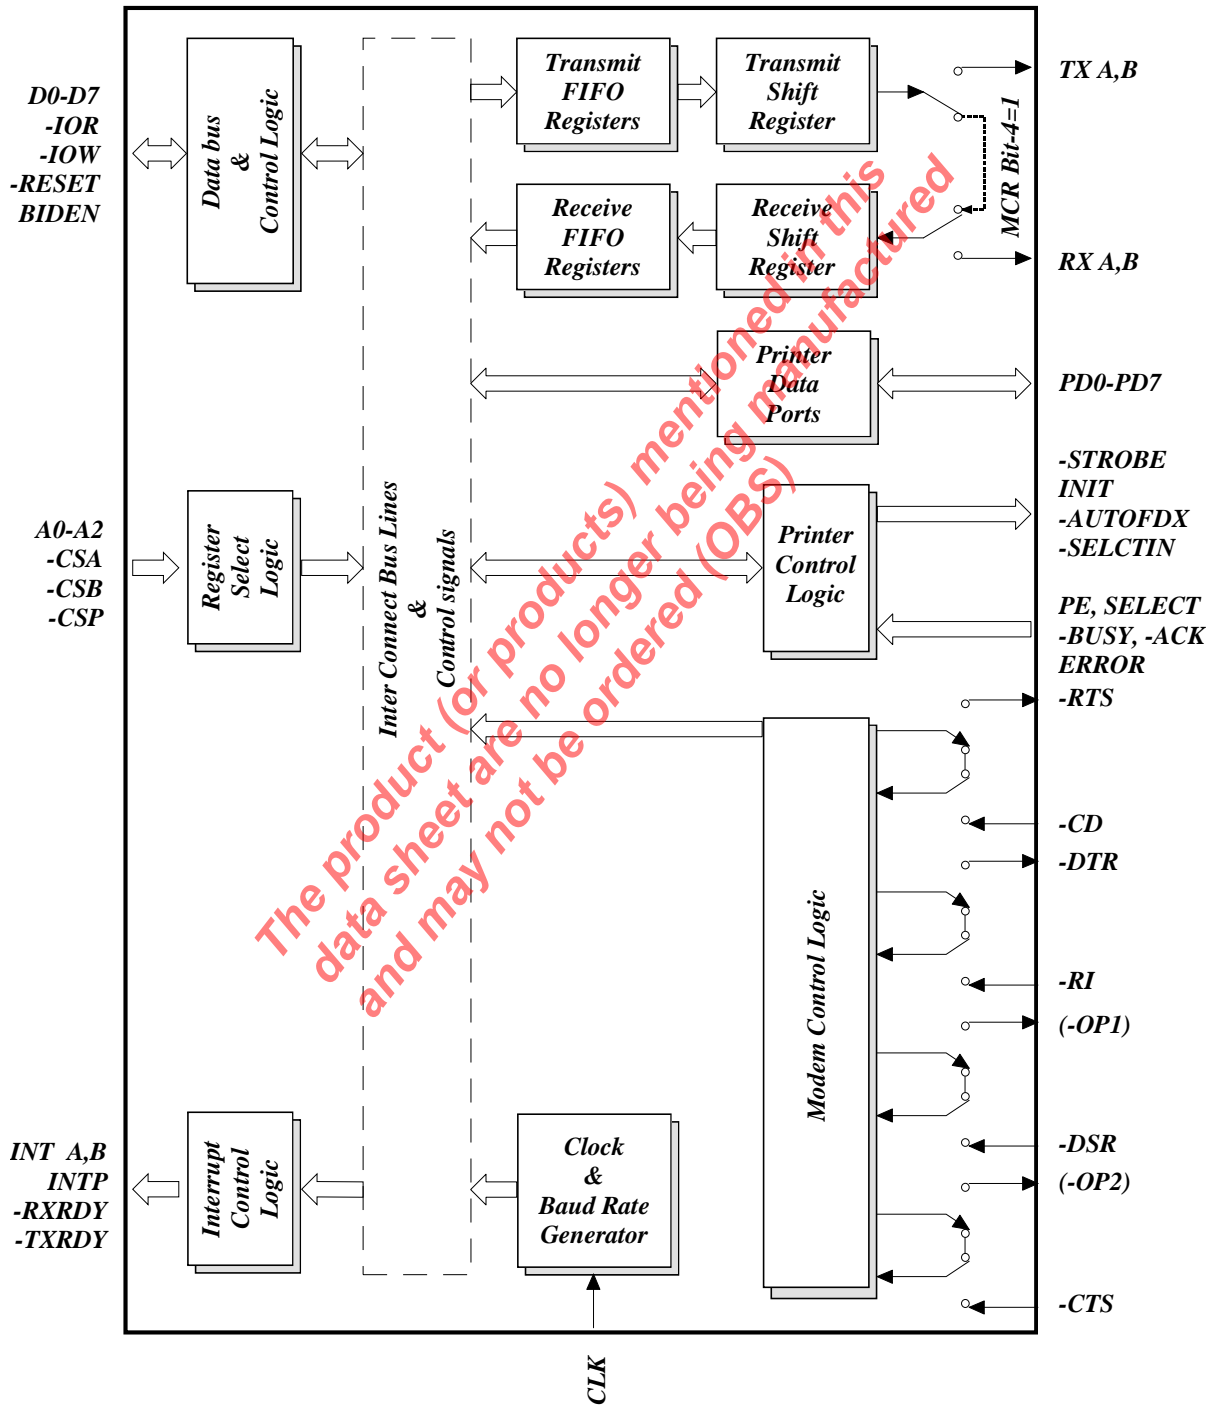 D0-D7
-IOR
-IOW
-RESET
BIDEN
Data bus
&
Control Logic
Transmit
FIFO
Registers
Transmit
Shift
Register
TX A,B
MCR Bit-4=1
Receive
FIFO
Registers
Receive
Shift
Register
RX A,B
Printer
Data
Ports
PD0-PD7
A0-A2
-CSA
-CSB
-CSP
Register
Select
Logic
Inter Connect Bus Lines
&
Control signals
Printer
Control
Logic
-STROBE
INIT
-AUTOFDX
-SELCTIN
PE, SELECT
-BUSY, -ACK
ERROR
Modem Control Logic
-RTS
-CD
-DTR
-RI
(-OP1)
-DSR
(-OP2)
-CTS
INT A,B
INTP
-RXRDY
-TXRDY
Interrupt
Control
Logic
Clock
&
Baud Rate
Generator
CLK
The product (or products) mentioned in this
data sheet are no longer being manufactured
and may not be ordered (OBS)